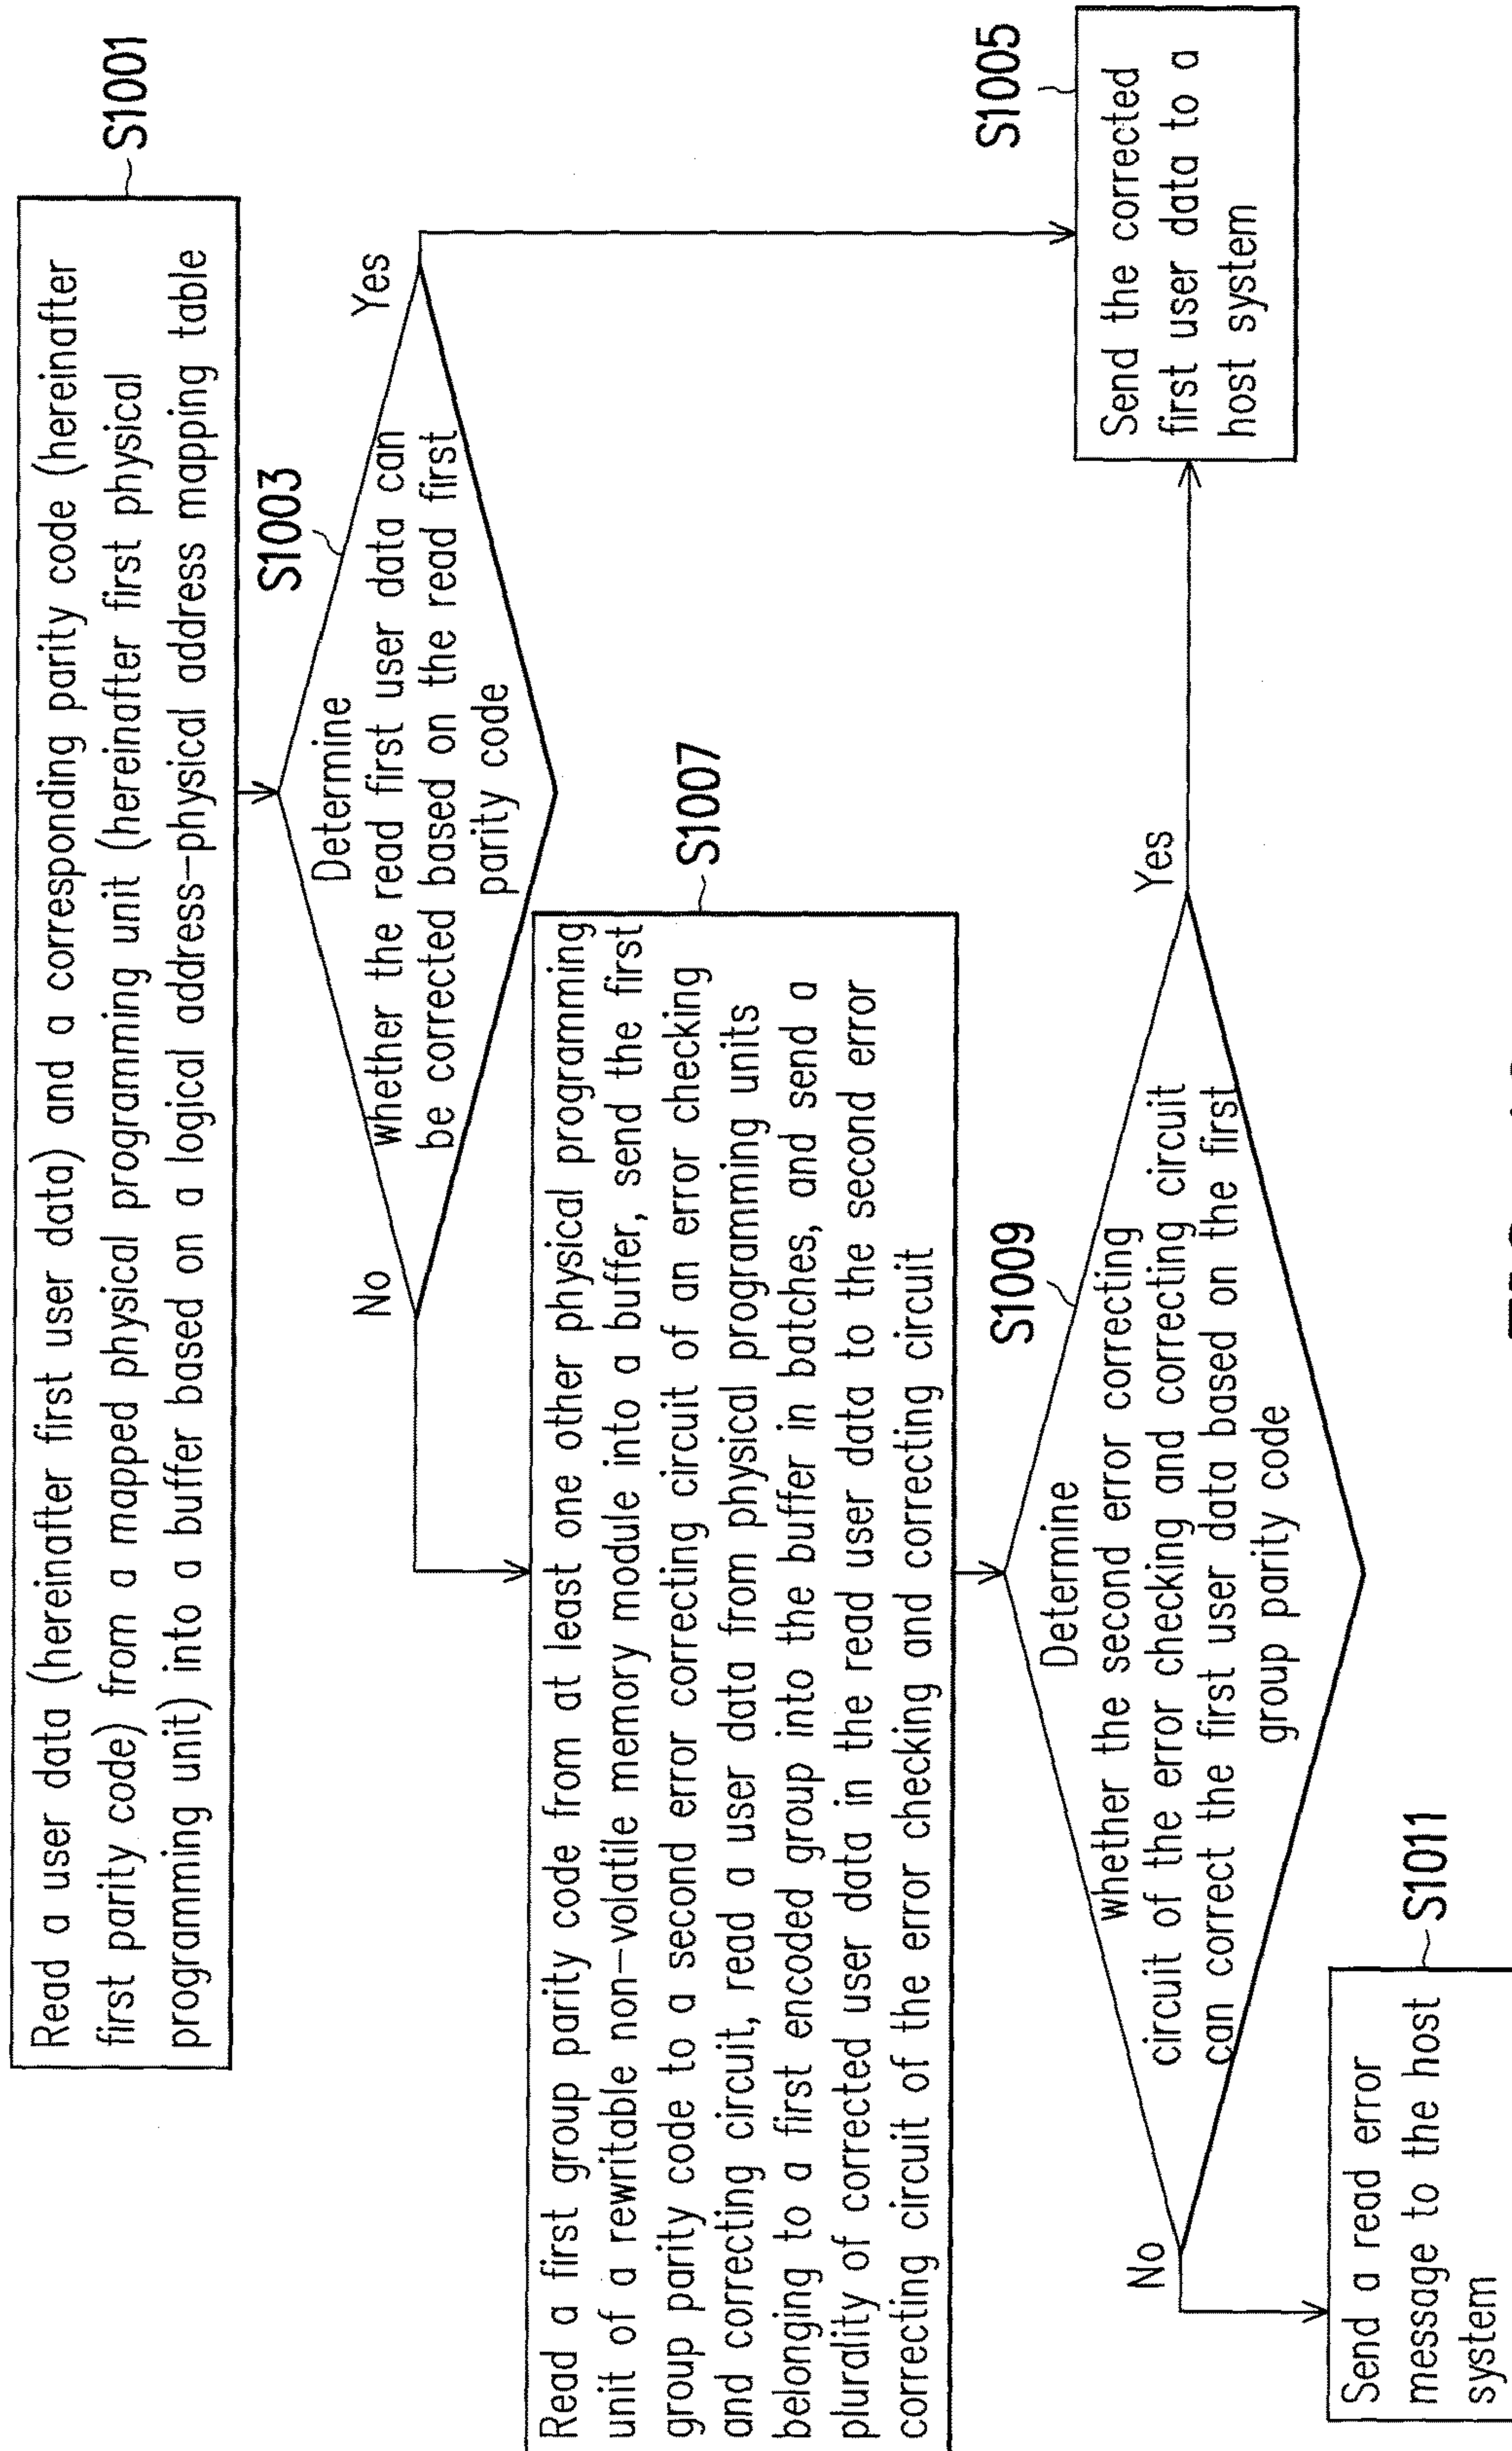 Read a user data (hereinafter first user data) and a corresponding parity code (hereinafter
first parity code) from a mapped physical programming unit (hereinafter first physical
programming unit) into a buffer based on a logical address-physical address mapping table
S1001
S1003
Determine
whether the read first user data can
be corrected based on the read first
parity code
No
Yes
Read a first group parity code from at least one other physical programming
unit of a rewritable non-volatile memory module into a buffer, send the first
group parity code to a second error correcting circuit of an error checking
and correcting circuit, read a user data from physical programming units
belonging to a first encoded group into the buffer in batches, and send a
plurality of corrected user data in the read user data to the second error
correcting circuit of the error checking and correcting circuit
S1007
S1009
Determine
whether the second error correcting
circuit of the error checking and correcting circuit
can correct the first user data based on the first
group parity code
No
Yes
S1005
Send the corrected
first user data to a
host system
Send a read error
message to the host
system
S1011